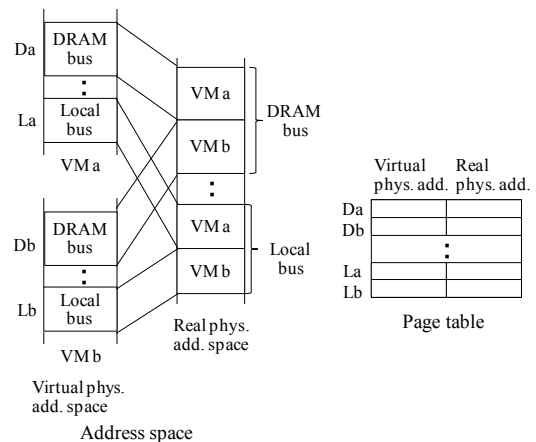 Da
DRAM
bus
:
La
Local
bus
VM a
Db
DRAM
bus
:
Lb
Local
bus
VM b
Virtual phys.
add. space
VM a
VM b
:
VM a
VM b
DRAM
bus
Local
bus
Real phys.
add. space
Address space
Virtual phys. add.
Real phys. add.
Da
Db
:
La
Lb
Page table